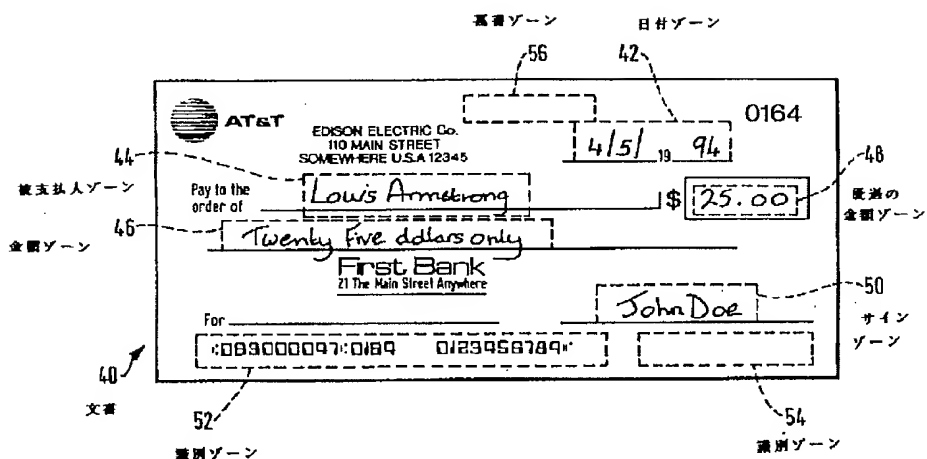 裏書ゾーン 日付ゾーン
56 42
AT&T 0164
EDISON ELECTRIC Co.
110 MAIN STREET
SOMEWHERE U.S.A 12345
4/5/ 19 94
44 48
被支払人ゾーン
Pay to the
order of Louis Armstrong $ 25.00
金額ゾーン
46 金額ゾーン
Twenty Five dollars only
First Bank
21 The Main Street Anywhere
50
John Doe
サイン
ゾーン
For
⑆083000097⑆0184 0123456789⑈
40
文書
52 54
識別ゾーン 識別ゾーン